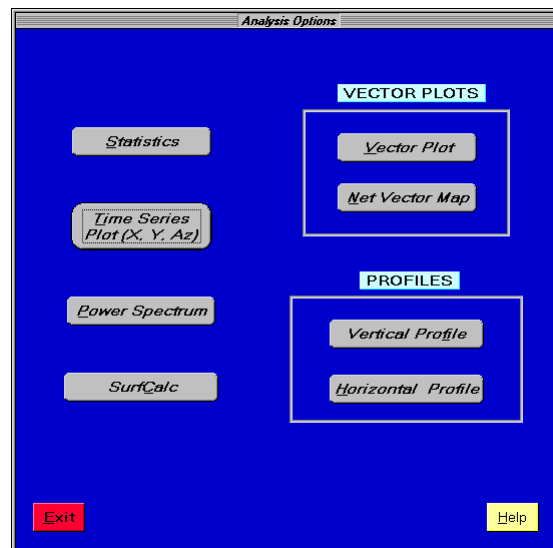 Analysis Options
VECTOR PLOTS
Statistics
Vector Plot
Time Series
Plot (X, Y, Az)
Net Vector Map
PROFILES
Power Spectrum
Vertical Profile
SurfCalc
Horizontal Profile
Exit
Help